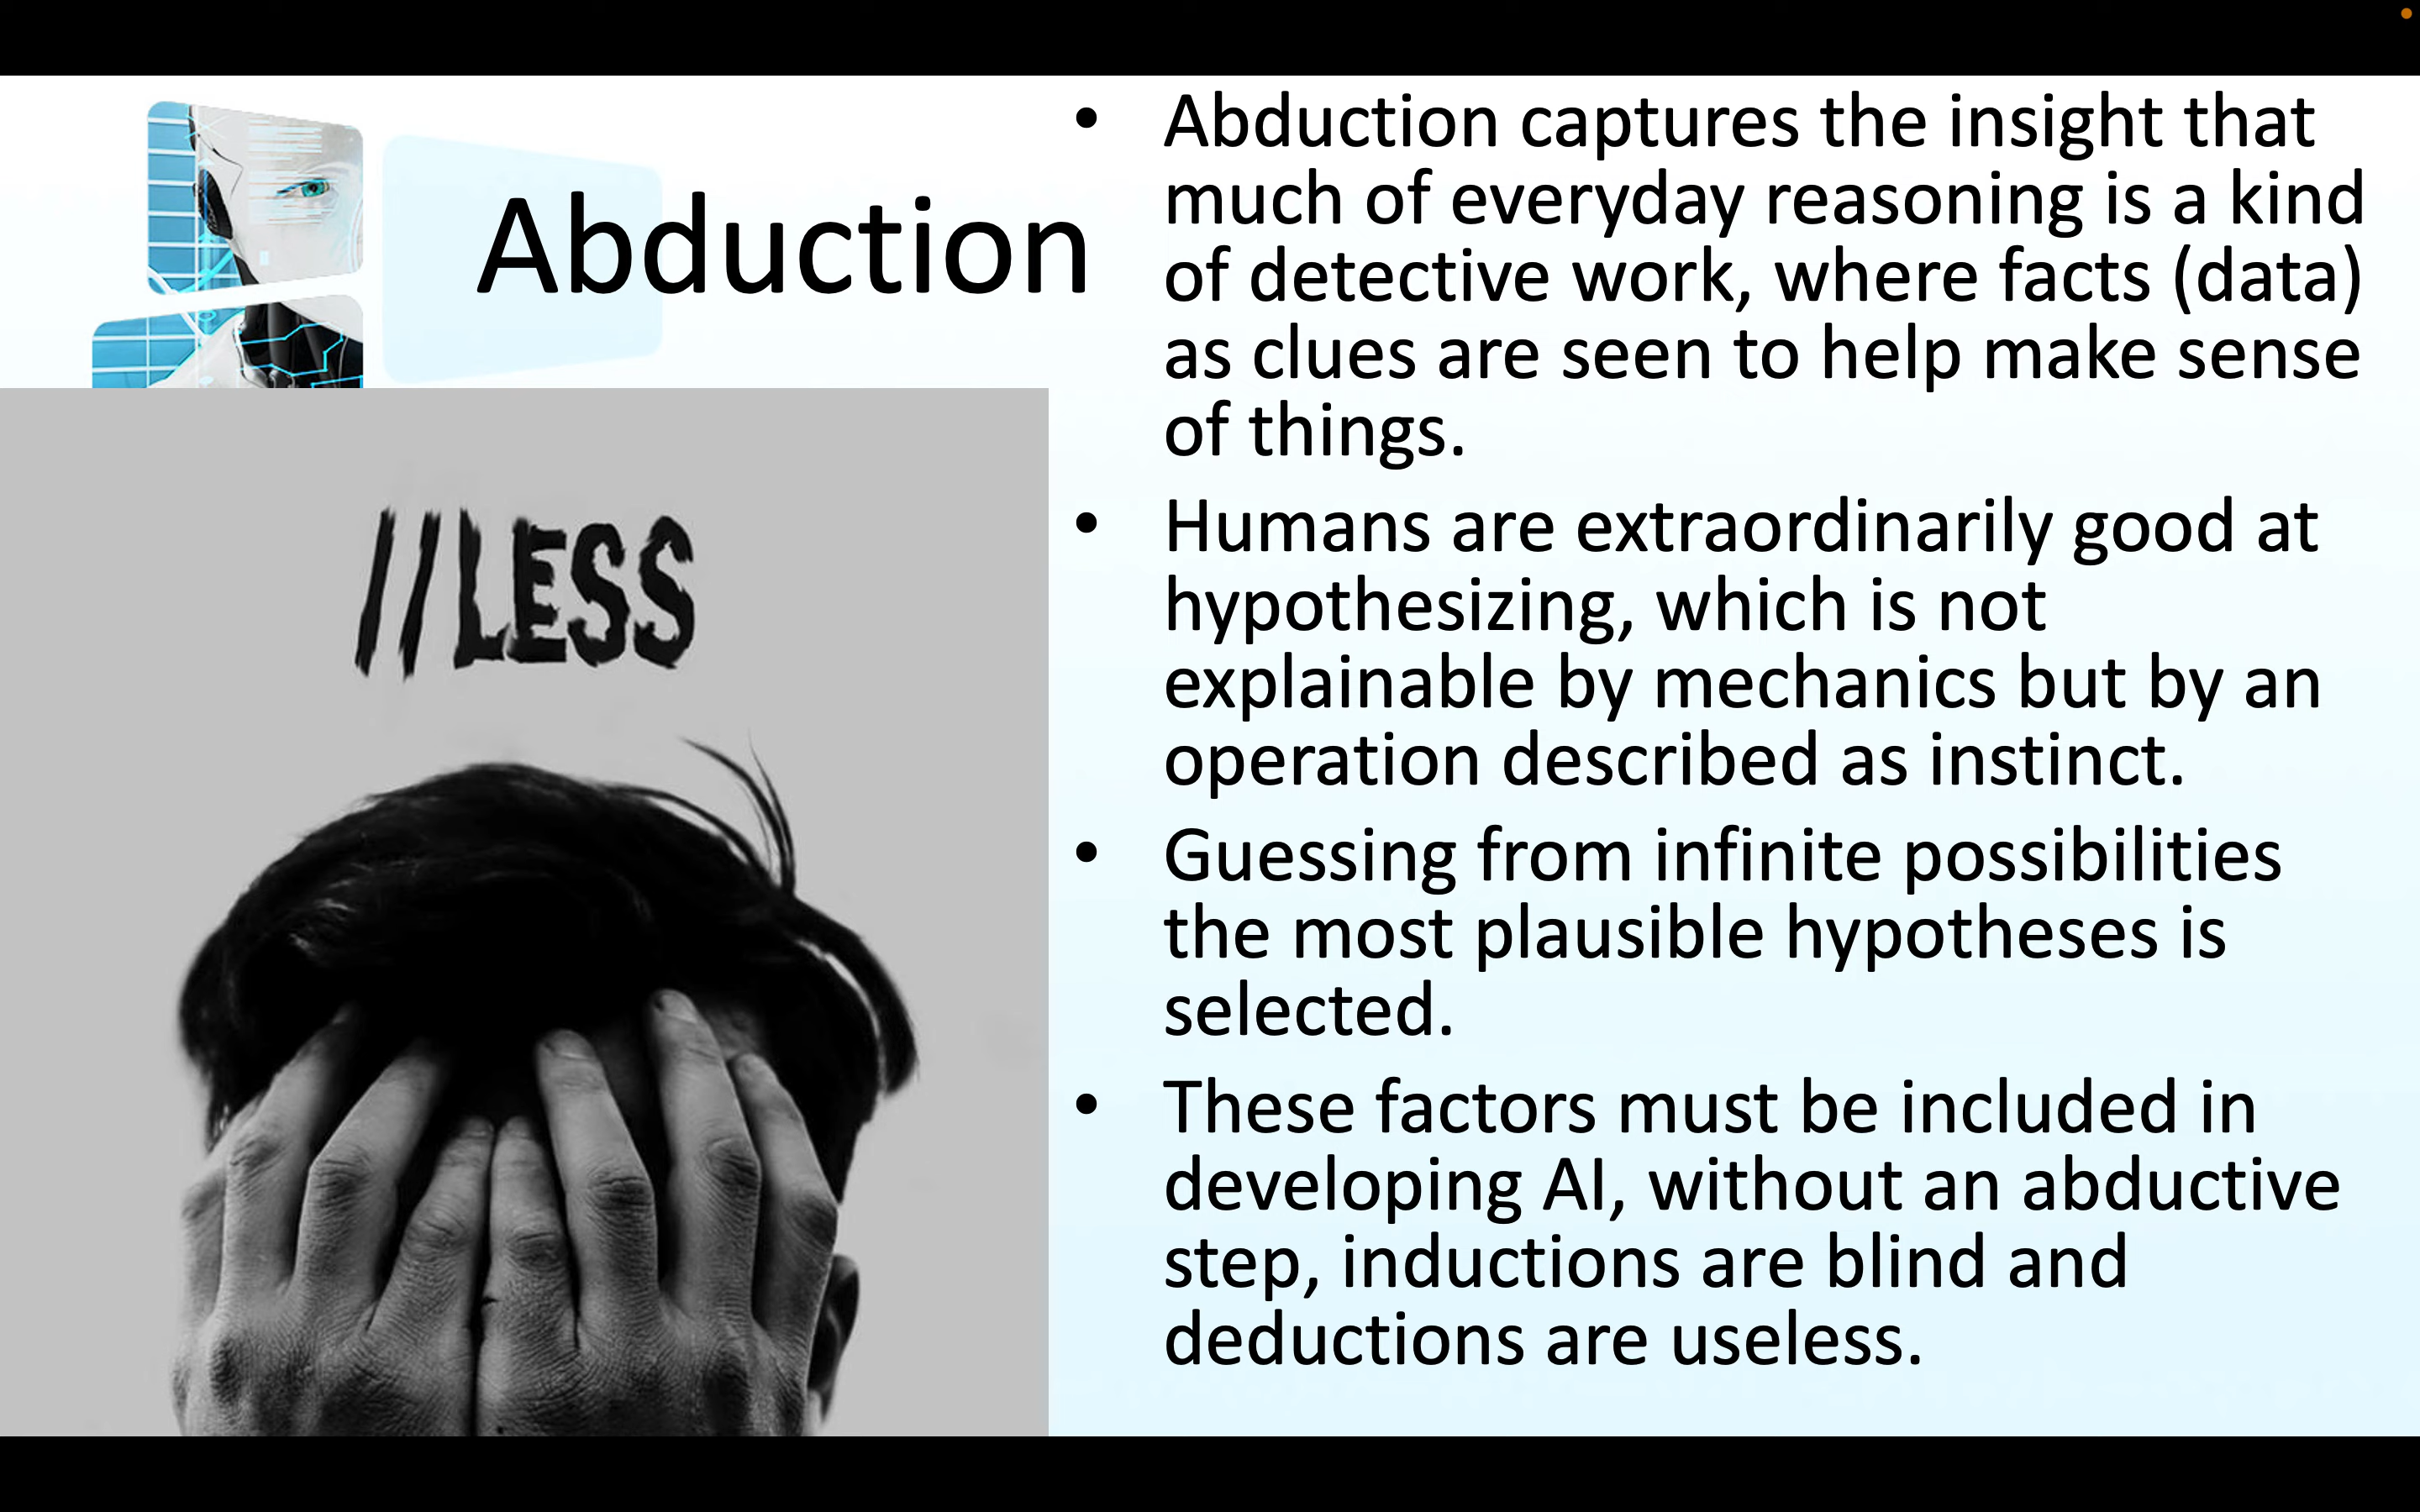 Abduction
//LESS
• Abduction captures the insight that
much of everyday reasoning is a kind
of detective work, where facts (data)
as clues are seen to help make sense
of things.
• Humans are extraordinarily good at
hypothesizing, which is not
explainable by mechanics but by an
operation described as instinct.
• Guessing from infinite possibilities
the most plausible hypotheses is
selected.
• These factors must be included in
developing AI, without an abductive
step, inductions are blind and
deductions are useless.